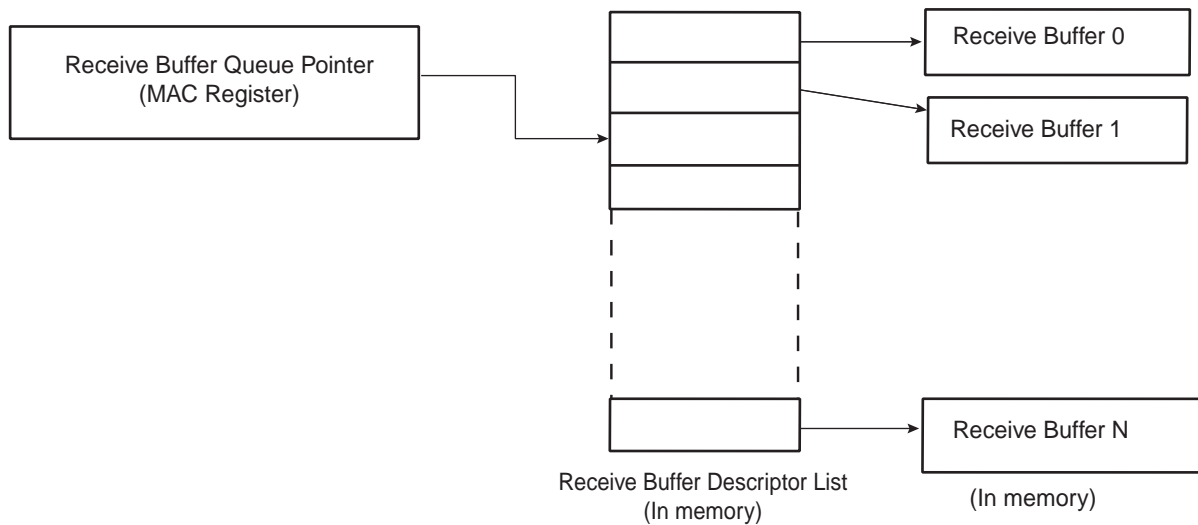 Receive Buffer Queue Pointer
(MAC Register)
Receive Buffer 0
Receive Buffer 1
Receive Buffer N
Receive Buffer Descriptor List
(In memory)
(In memory)